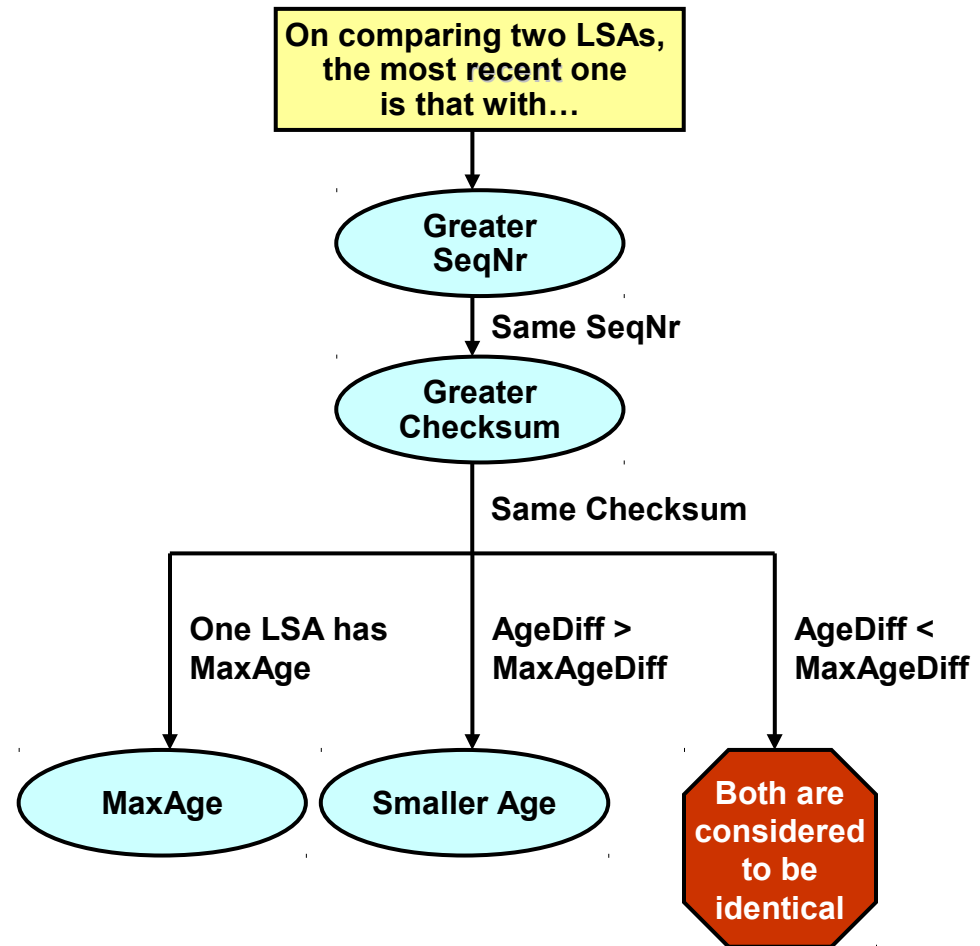 On comparing two LSAs,
the most recent one
is that with…
Greater
SeqNr
Same SeqNr
Greater
Checksum
Same Checksum
One LSA has
MaxAge
AgeDiff >
MaxAgeDiff
AgeDiff <
MaxAgeDiff
MaxAge
Smaller Age
Both are
considered
to be
identical